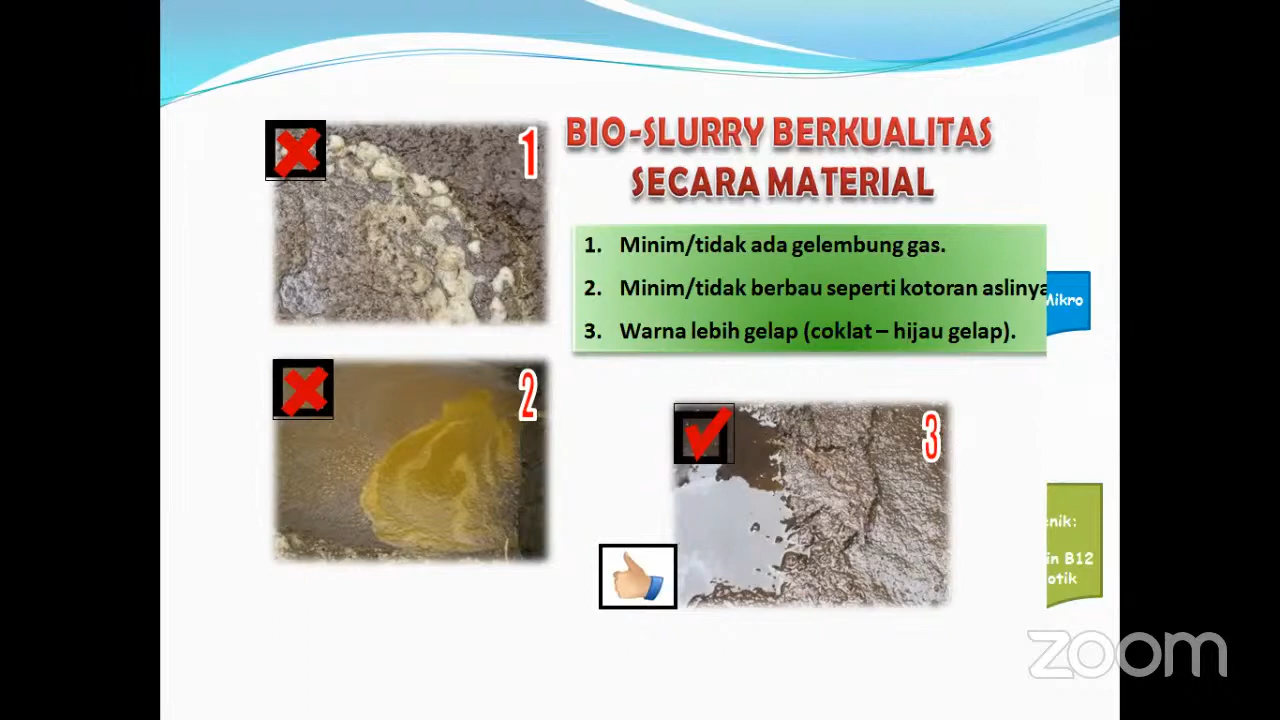 1
BIO-SLURRY BERKUALITAS
SECARA MATERIAL
1. Minim/tidak ada gelembung gas.
2. Minim/tidak berbau seperti kotoran aslinya
3. Warna lebih gelap (coklat – hijau gelap).
Mikro
2
3
nik:
in B12
otik
zoom